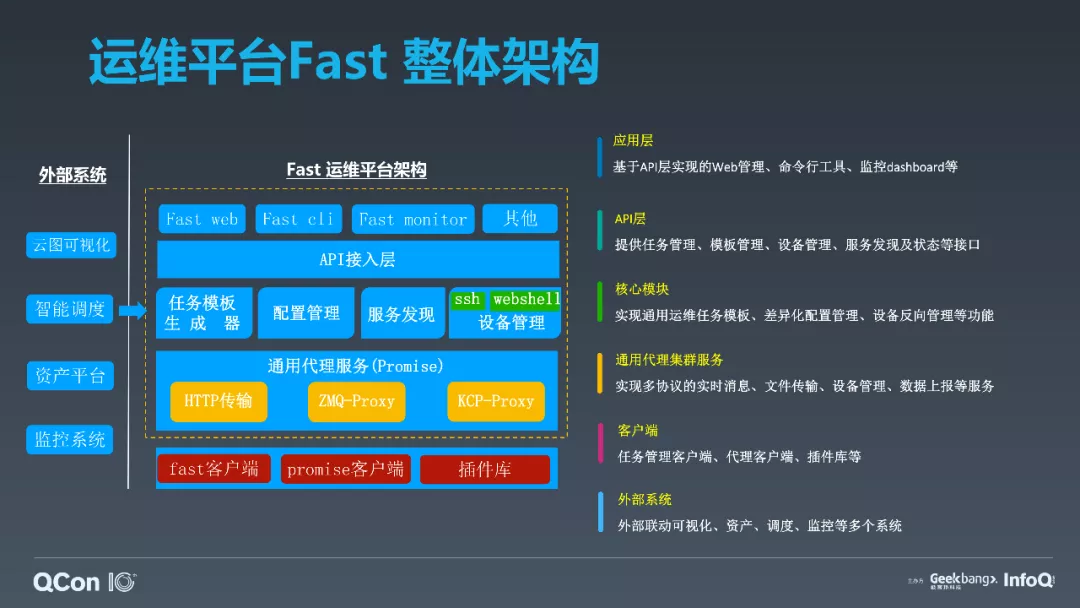 运维平台Fast 整体架构
外部系统
云图可视化
智能调度
资产平台
监控系统
Fast 运维平台架构
Fast web
Fast cli
Fast monitor
其他
API接入层
任务模板
生 成 器
配置管理
服务发现
ssh
webshell
设备管理
通用代理服务(Promise)
HTTP传输
ZMQ-Proxy
KCP-Proxy
fast客户端
promise客户端
插件库
应用层
基于API层实现的Web管理、命令行工具、监控dashboard等
API层
提供任务管理、模板管理、设备管理、服务发现及状态等接口
核心模块
实现通用运维任务模板、差异化配置管理、设备反向管理等功能
通用代理集群服务
实现多协议的实时消息、文件传输、设备管理、数据上报等服务
客户端
任务管理客户端、代理客户端、插件库等
外部系统
外部联动可视化、资产、调度、监控等多个系统
QCon 10
主办方
Geekbang>.
极客邦科技
InfoQ